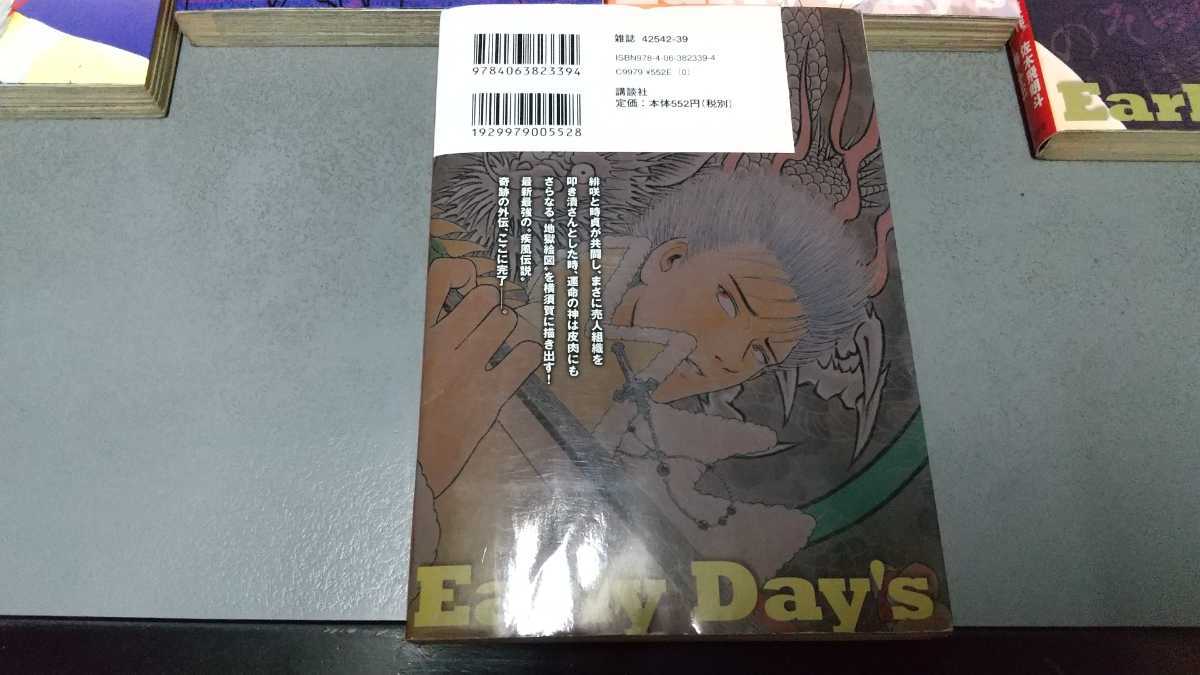 雑誌 42542-39
ISBN978-4-06-382339-4
C9979 ¥552E (0)
9784063823394
講談社
定価：本体552円(税別)
1929979005528
緋咲と時貞が共闘し、まさに売人組織を
叩き潰さんとした時、運命の神は皮肉にも
さらなる“地獄絵図”を横須賀に描き出す！
最新最強の“疾風伝説”
奇跡の外伝、ここに完了——。
Early Day's
Earl